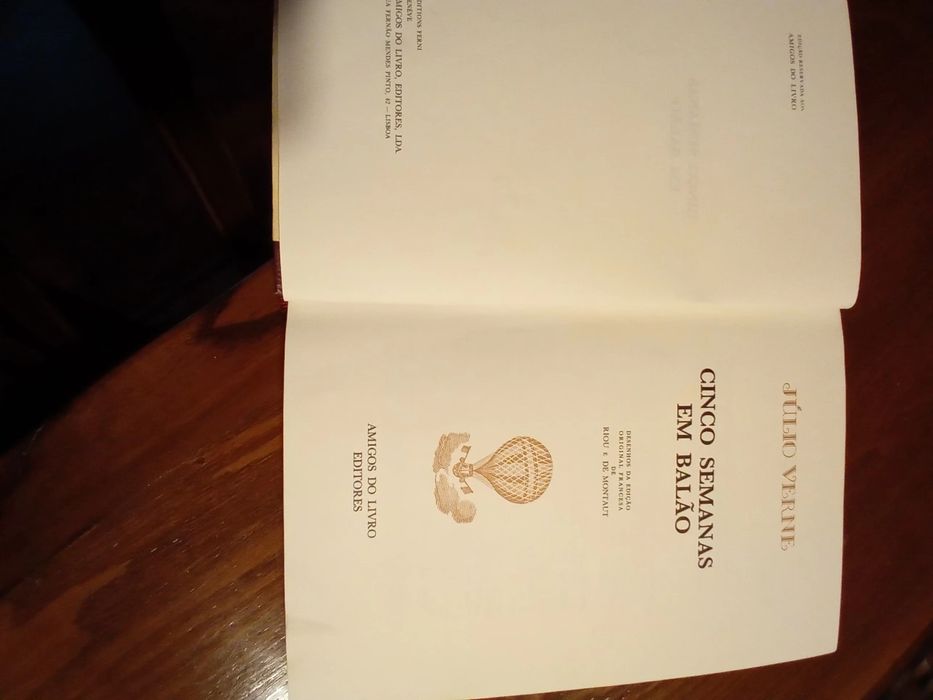 EDIÇÃO RESERVADA AOS
AMIGOS DO LIVRO
EDITIONS FERNI
GENÈVE
AMIGOS DO LIVRO, EDITORES, LDA.
RUA FERNÃO MENDES PINTO, 42 — LISBOA
JÚLIO VERNE
CINCO SEMANAS
EM BALÃO
DESENHOS DA EDIÇÃO
ORIGINAL FRANCESA
DE
RIOU E DE MONTAUT
AMIGOS DO LIVRO
EDITORES